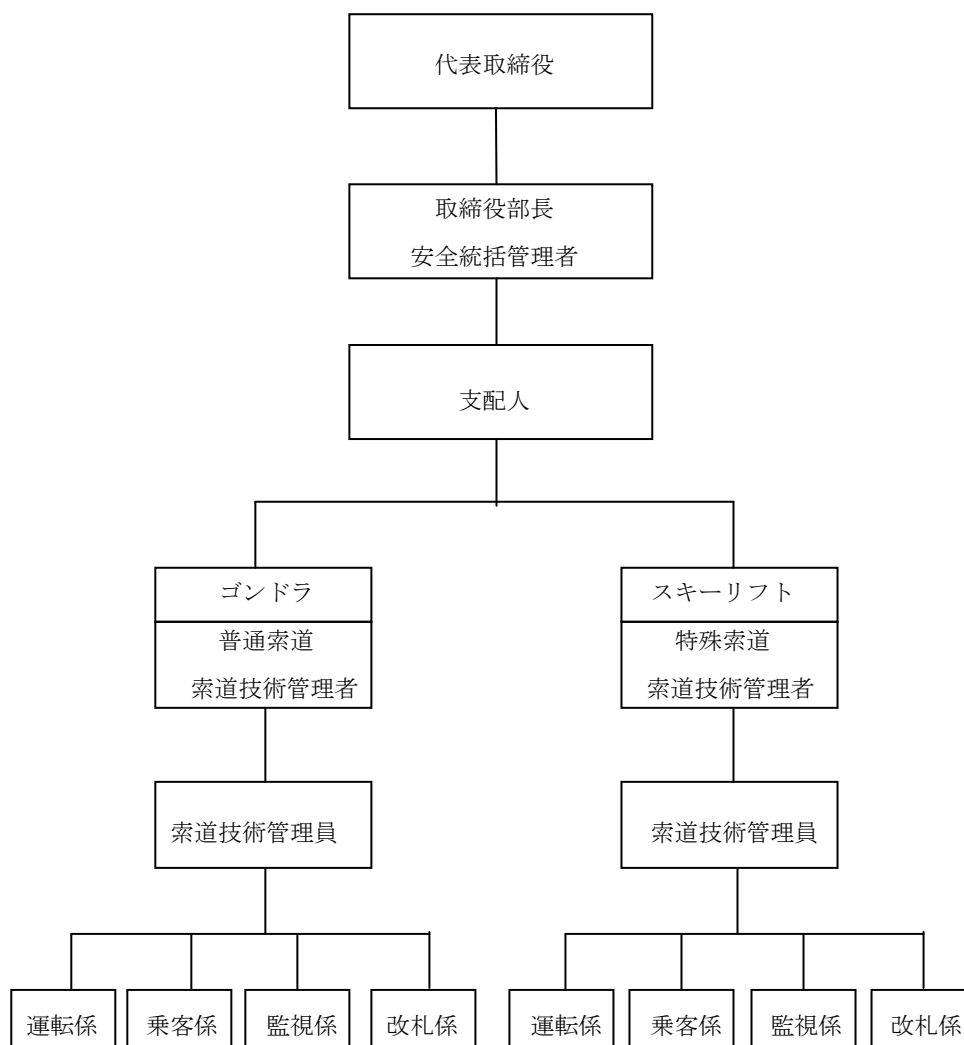 代表取締役
取締役部長
安全統括管理者
支配人
ゴンドラ
普通索道
索道技術管理者
スキーリフト
特殊索道
索道技術管理者
索道技術管理員
索道技術管理員
運転係
乗客係
監視係
改札係
運転係
乗客係
監視係
改札係